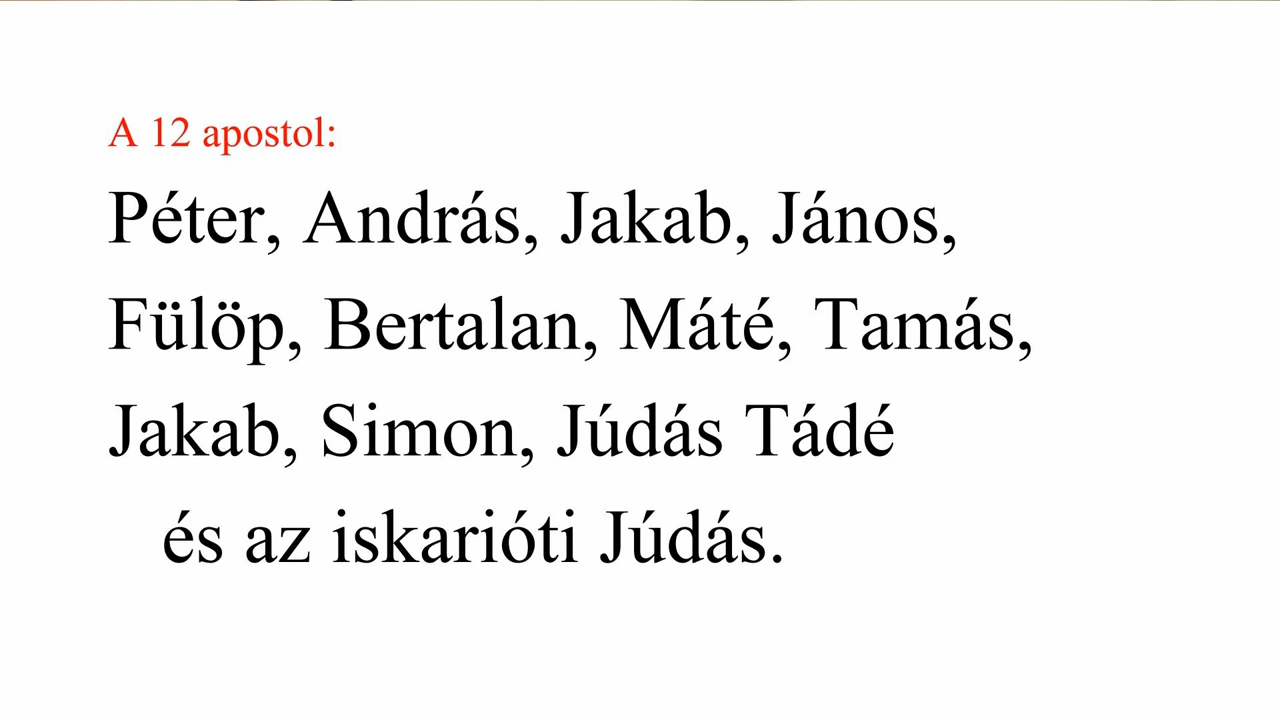 A 12 apostol:
Péter, András, Jakab, János,
Fülöp, Bertalan, Máté, Tamás,
Jakab, Simon, Júdás Tádé
és az iskarióti Júdás.